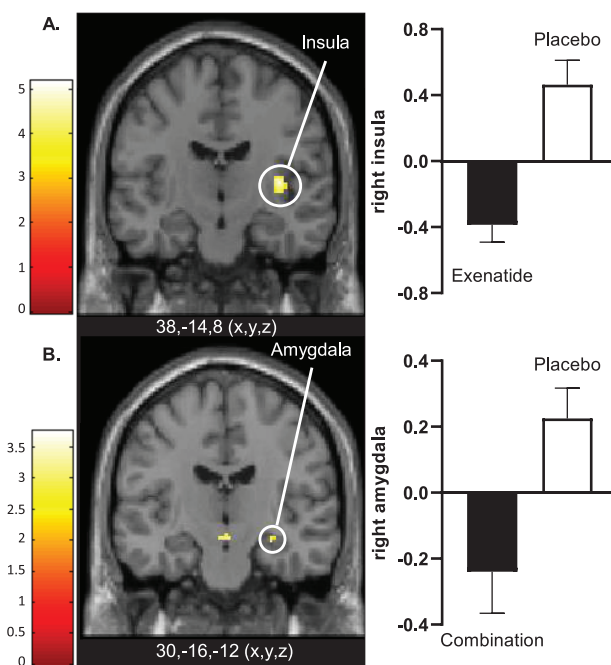 A.
Insula
5
4
3
2
1
0
38,-14,8 (x,y,z)
right insula
0.8
0.4
0.0
-0.4
-0.8
Placebo
Exenatide
B.
Amygdala
3.5
3
2.5
2
1.5
1
0.5
0
30,-16,-12 (x,y,z)
right amygdala
0.4
0.2
0.0
-0.2
-0.4
Placebo
Combination